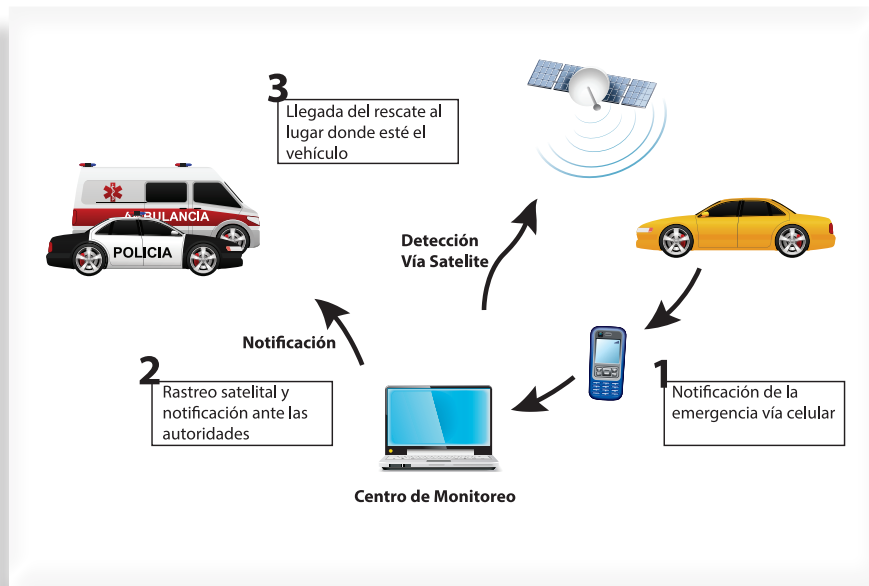 3
Llegada del rescate al
lugar donde esté el
vehículo
AMBULANCIA
POLICIA
Detección
Vía Satelite
Notificación
2
Rastreo satelital y
notificación ante las
autoridades
1
Notificación de la
emergencia vía celular
Centro de Monitoreo